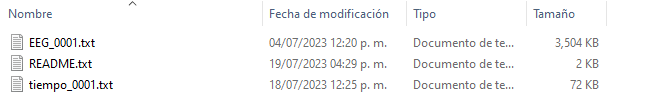 Nombre Fecha de modificación Tipo Tamaño
EEG_0001.txt 04/07/2023 12:20 p. m. Documento de te... 3,504 KB
README.txt 19/07/2023 04:29 p. m. Documento de te... 2 KB
tiempo_0001.txt 18/07/2023 12:25 p. m. Documento de te... 72 KB